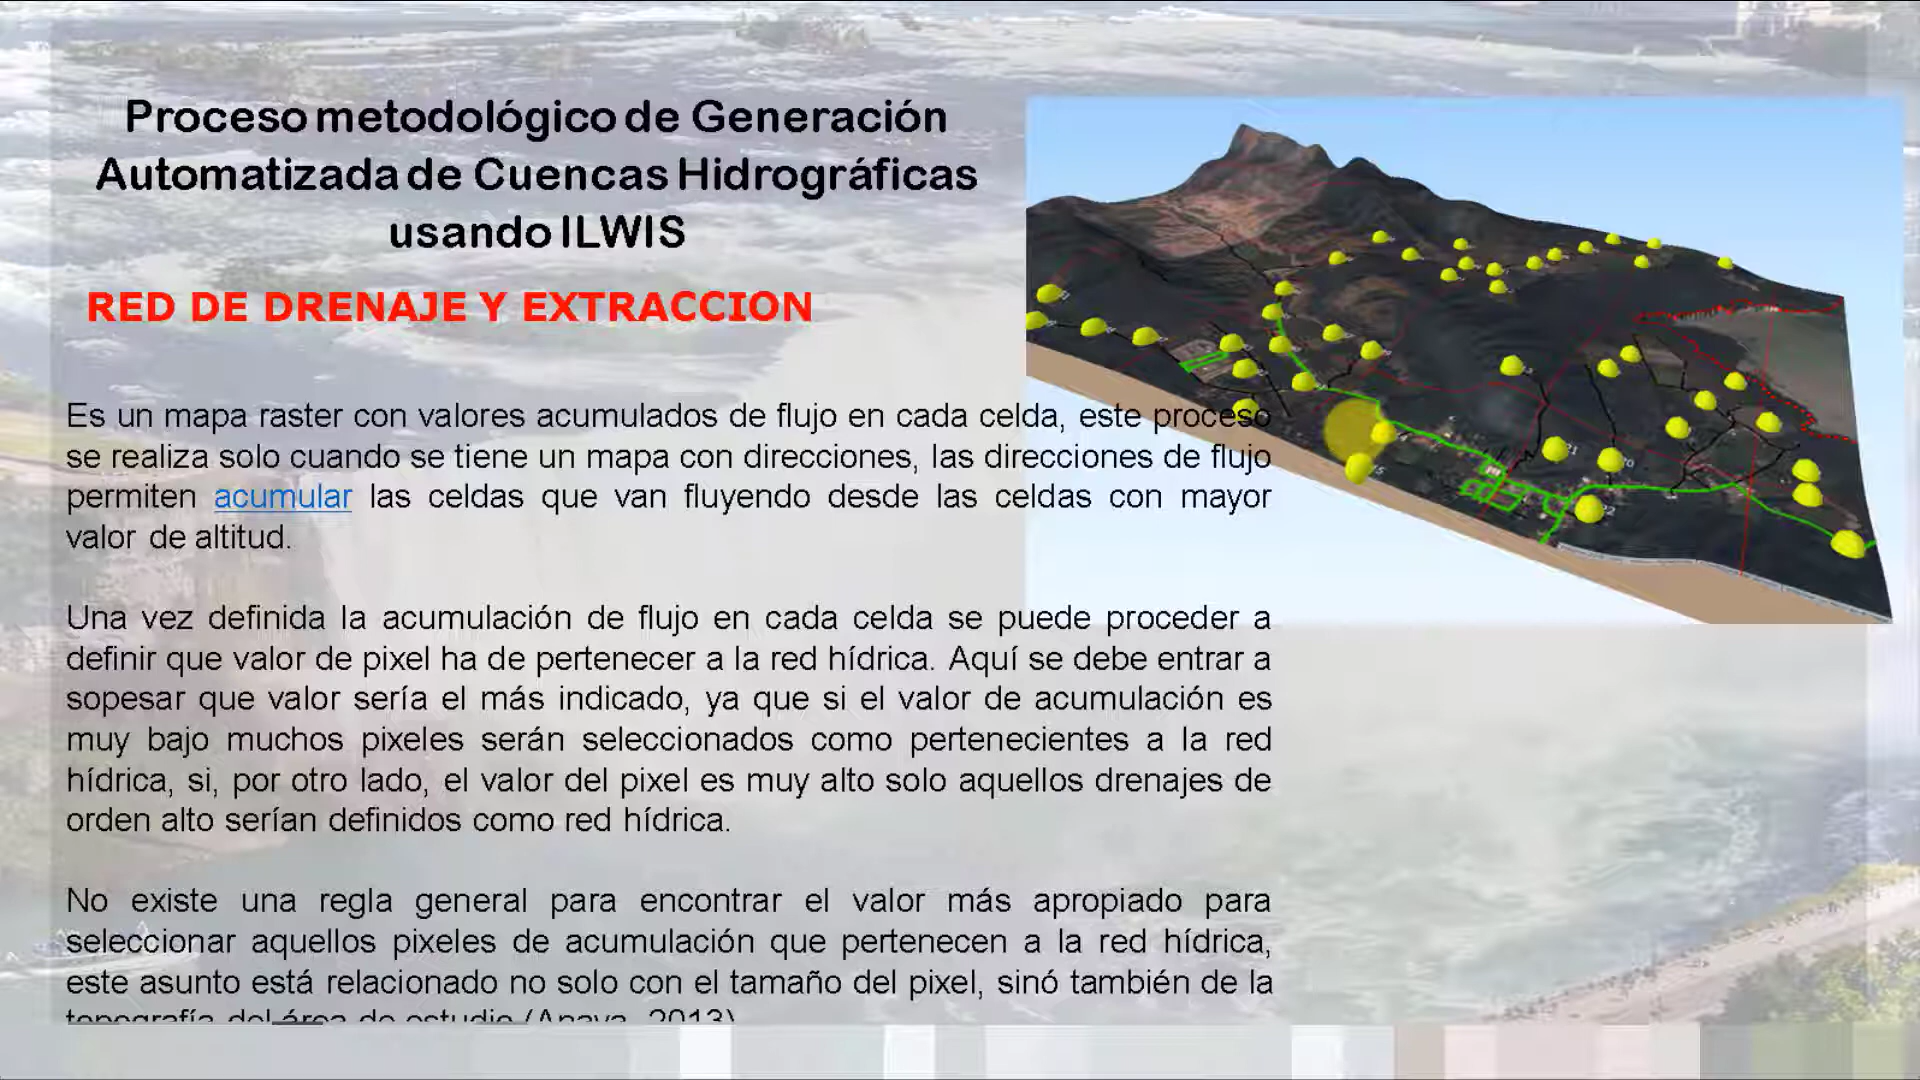 Proceso metodológico de Generación
Automatizada de Cuencas Hidrográficas
usando ILWIS
RED DE DRENAJE Y EXTRACCION
Es un mapa raster con valores acumulados de flujo en cada celda, este proceso
se realiza solo cuando se tiene un mapa con direcciones, las direcciones de flujo
permiten acumular las celdas que van fluyendo desde las celdas con mayor
valor de altitud.
Una vez definida la acumulación de flujo en cada celda se puede proceder a
definir que valor de pixel ha de pertenecer a la red hídrica. Aquí se debe entrar a
sopesar que valor sería el más indicado, ya que si el valor de acumulación es
muy bajo muchos pixeles serán seleccionados como pertenecientes a la red
hídrica, si, por otro lado, el valor del pixel es muy alto solo aquellos drenajes de
orden alto serían definidos como red hídrica.
No existe una regla general para encontrar el valor más apropiado para
seleccionar aquellos pixeles de acumulación que pertenecen a la red hídrica,
este asunto está relacionado no solo con el tamaño del pixel, sinó también de la
topografía del área de estudio (Anaya, 2013)